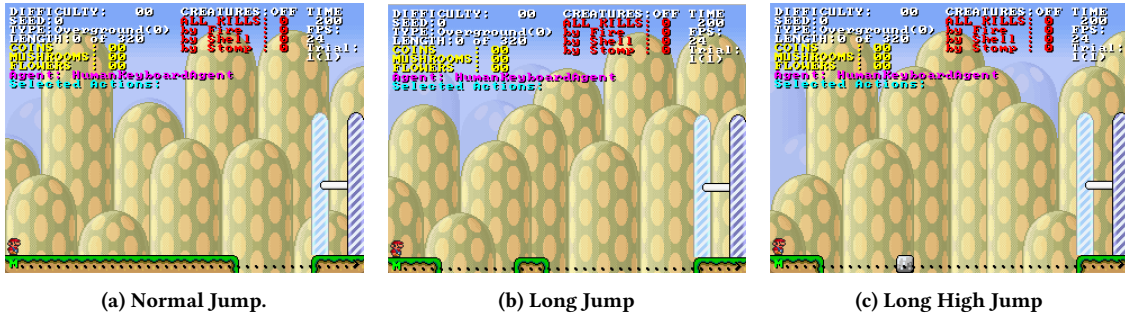 DIFFICULTY: 00 CREATURES:OFF TIME
SEED:0 ALL KILLS: 0 200
TYPE:Overground(0) by Fire : 0 FPS:
LENGTH:0 of 320 by Shell : 0 24
COINS : 00 by Stomp : 0 Trial:
MUSHROOMS : 00 1(1)
FLOWERS : 00
Agent: HumanKeyboardAgent
Selected Actions:
(a) Normal Jump.
DIFFICULTY: 00 CREATURES:OFF TIME
SEED:0 ALL KILLS: 0 200
TYPE:Overground(0) by Fire : 0 FPS:
LENGTH:0 of 320 by Shell : 0 24
COINS : 00 by Stomp : 0 Trial:
MUSHROOMS : 00 1(1)
FLOWERS : 00
Agent: HumanKeyboardAgent
Selected Actions:
(b) Long Jump
DIFFICULTY: 00 CREATURES:OFF TIME
SEED:0 ALL KILLS: 0 200
TYPE:Overground(0) by Fire : 0 FPS:
LENGTH:0 of 320 by Shell : 0 24
COINS : 00 by Stomp : 0 Trial:
MUSHROOMS : 00 1(1)
FLOWERS : 00
Agent: HumanKeyboardAgent
Selected Actions:
(c) Long High Jump